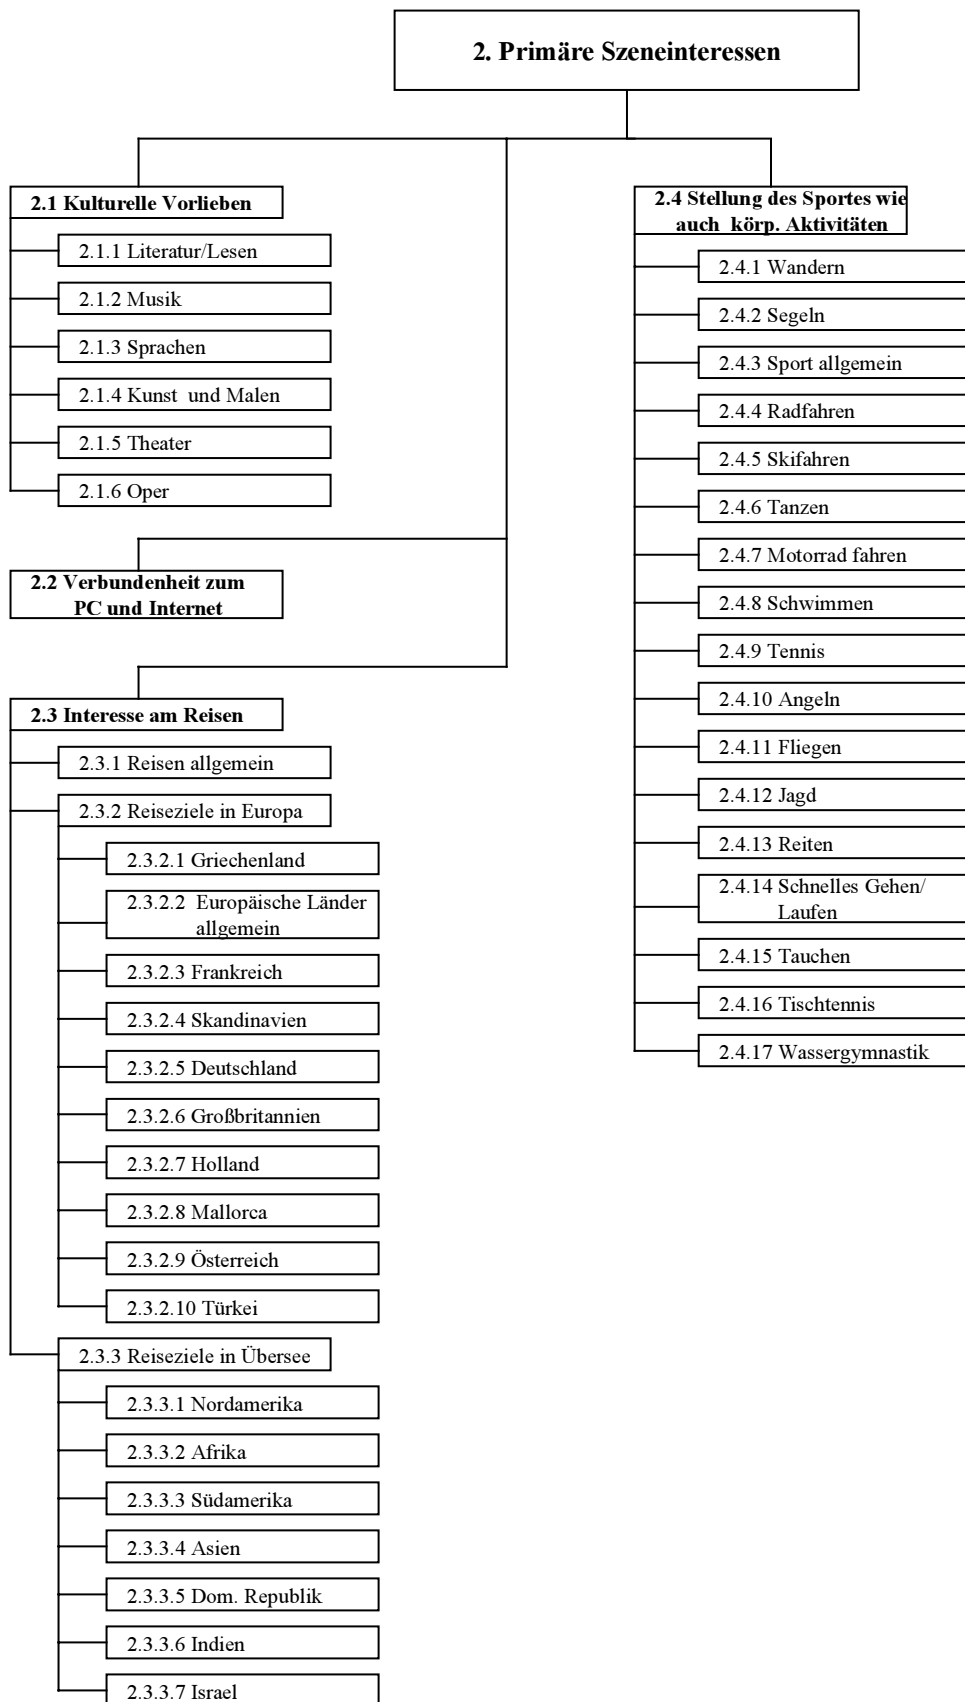 2. Primäre Szeneinteressen
2.1 Kulturelle Vorlieben
2.1.1 Literatur/Lesen
2.1.2 Musik
2.1.3 Sprachen
2.1.4 Kunst und Malen
2.1.5 Theater
2.1.6 Oper
2.2 Verbundenheit zum
PC und Internet
2.3 Interesse am Reisen
2.3.1 Reisen allgemein
2.3.2 Reiseziele in Europa
2.3.2.1 Griechenland
2.3.2.2 Europäische Länder
allgemein
2.3.2.3 Frankreich
2.3.2.4 Skandinavien
2.3.2.5 Deutschland
2.3.2.6 Großbritannien
2.3.2.7 Holland
2.3.2.8 Mallorca
2.3.2.9 Österreich
2.3.2.10 Türkei
2.3.3 Reiseziele in Übersee
2.3.3.1 Nordamerika
2.3.3.2 Afrika
2.3.3.3 Südamerika
2.3.3.4 Asien
2.3.3.5 Dom. Republik
2.3.3.6 Indien
2.3.3.7 Israel
2.4 Stellung des Sportes wie
auch körp. Aktivitäten
2.4.1 Wandern
2.4.2 Segeln
2.4.3 Sport allgemein
2.4.4 Radfahren
2.4.5 Skifahren
2.4.6 Tanzen
2.4.7 Motorrad fahren
2.4.8 Schwimmen
2.4.9 Tennis
2.4.10 Angeln
2.4.11 Fliegen
2.4.12 Jagd
2.4.13 Reiten
2.4.14 Schnelles Gehen/
Laufen
2.4.15 Tauchen
2.4.16 Tischtennis
2.4.17 Wassergymnastik